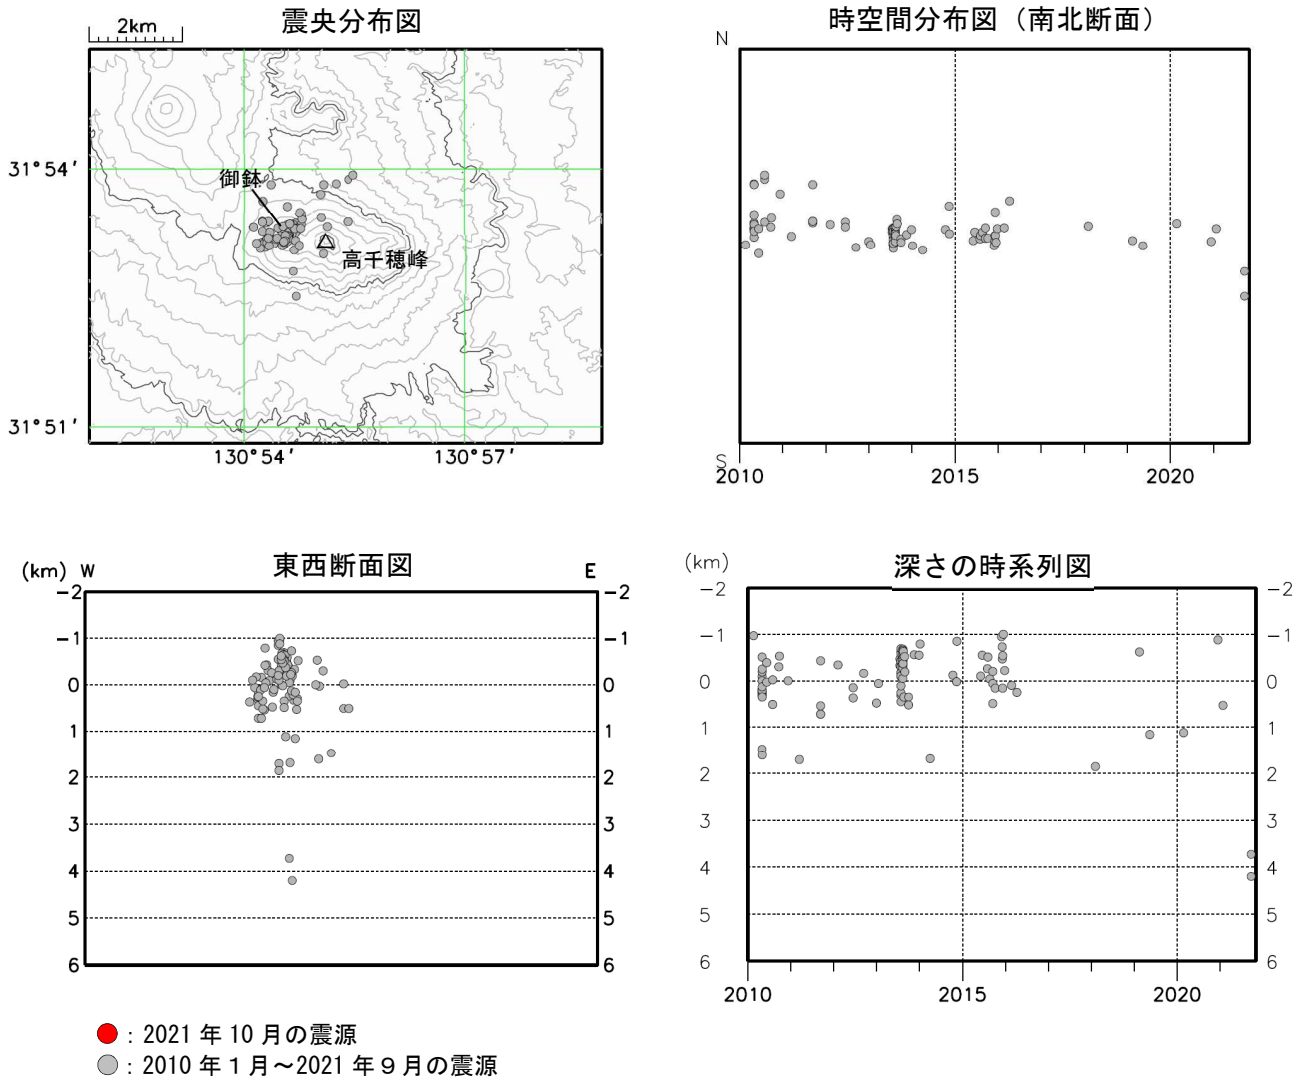 震央分布図
2km
御鉢
高千穂峰
31°54′
31°51′
130°54′ 130°57′
時空間分布図（南北断面）
N
S
2010 2015 2020
東西断面図
(km) W E
-2 -2
-1 -1
0 0
1 1
2 2
3 3
4 4
5 5
6 6
深さの時系列図
(km)
-2 -2
-1 -1
0 0
1 1
2 2
3 3
4 4
5 5
6 6
2010 2015 2020
：2021 年 10 月の震源
：2010 年 1 月～2021 年 9 月の震源